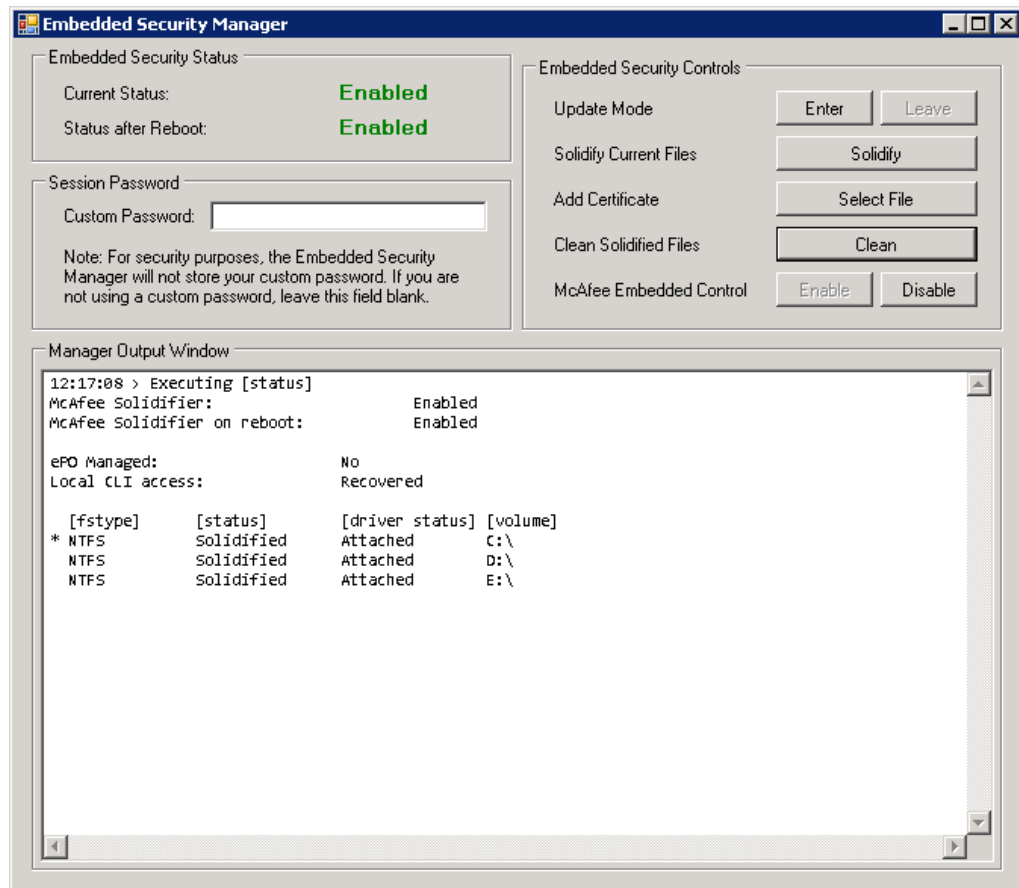 Embedded Security Manager
Embedded Security Status
Current Status: Enabled
Status after Reboot: Enabled
Session Password
Custom Password:
Note: For security purposes, the Embedded Security
Manager will not store your custom password. If you are
not using a custom password, leave this field blank.
Embedded Security Controls
Update Mode Enter Leave
Solidify Current Files Solidify
Add Certificate Select File
Clean Solidified Files Clean
McAfee Embedded Control Enable Disable
Manager Output Window
12:17:08 > Executing [status]
McAfee Solidifier: Enabled
McAfee Solidifier on reboot: Enabled
ePO Managed: No
Local CLI access: Recovered
[fstype] [status] [driver status] [volume]
* NTFS Solidified Attached C:\
NTFS Solidified Attached D:\
NTFS Solidified Attached E:\